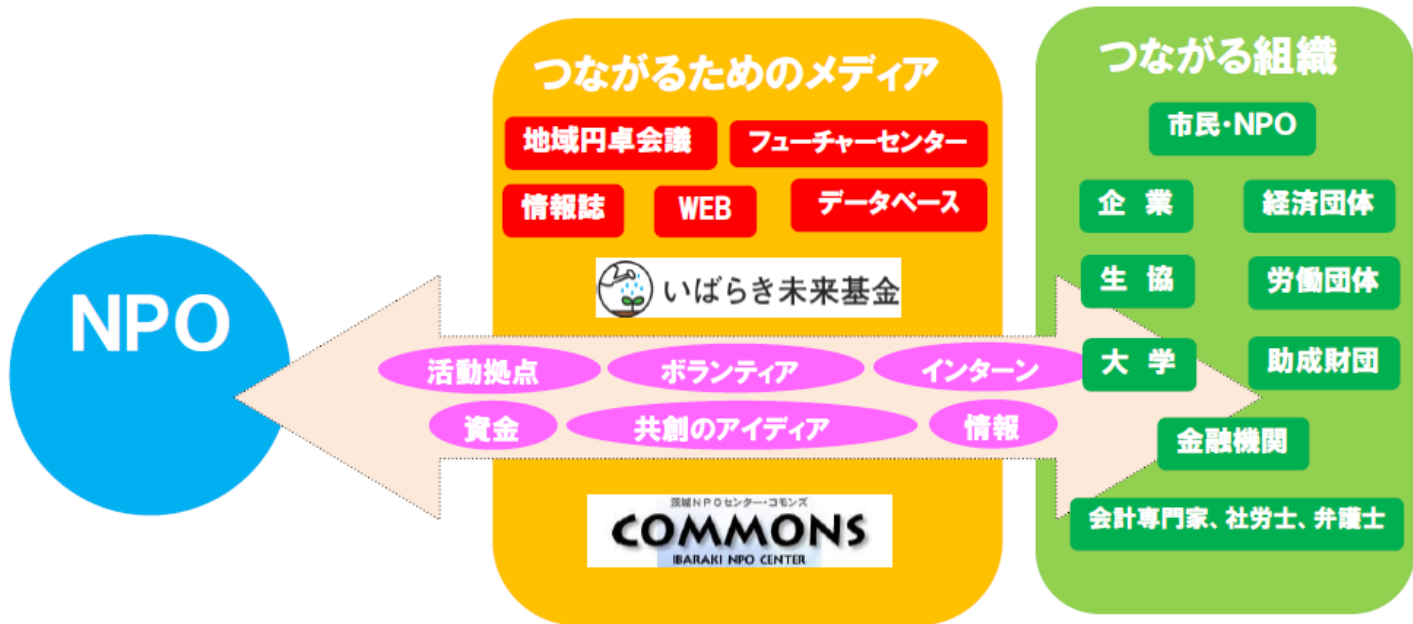 つながるためのメディア
地域円卓会議
フューチャーセンター
情報誌
WEB
データベース
いばらき未来基金
NPO
活動拠点
ボランティア
インターン
資金
共創のアイディア
情報
茨城NPOセンター・コモンズ
COMMONS
IBARAKI NPO CENTER
つながる組織
市民・NPO
企 業
経済団体
生 協
労働団体
大 学
助成財団
金融機関
会計専門家、社労士、弁護士